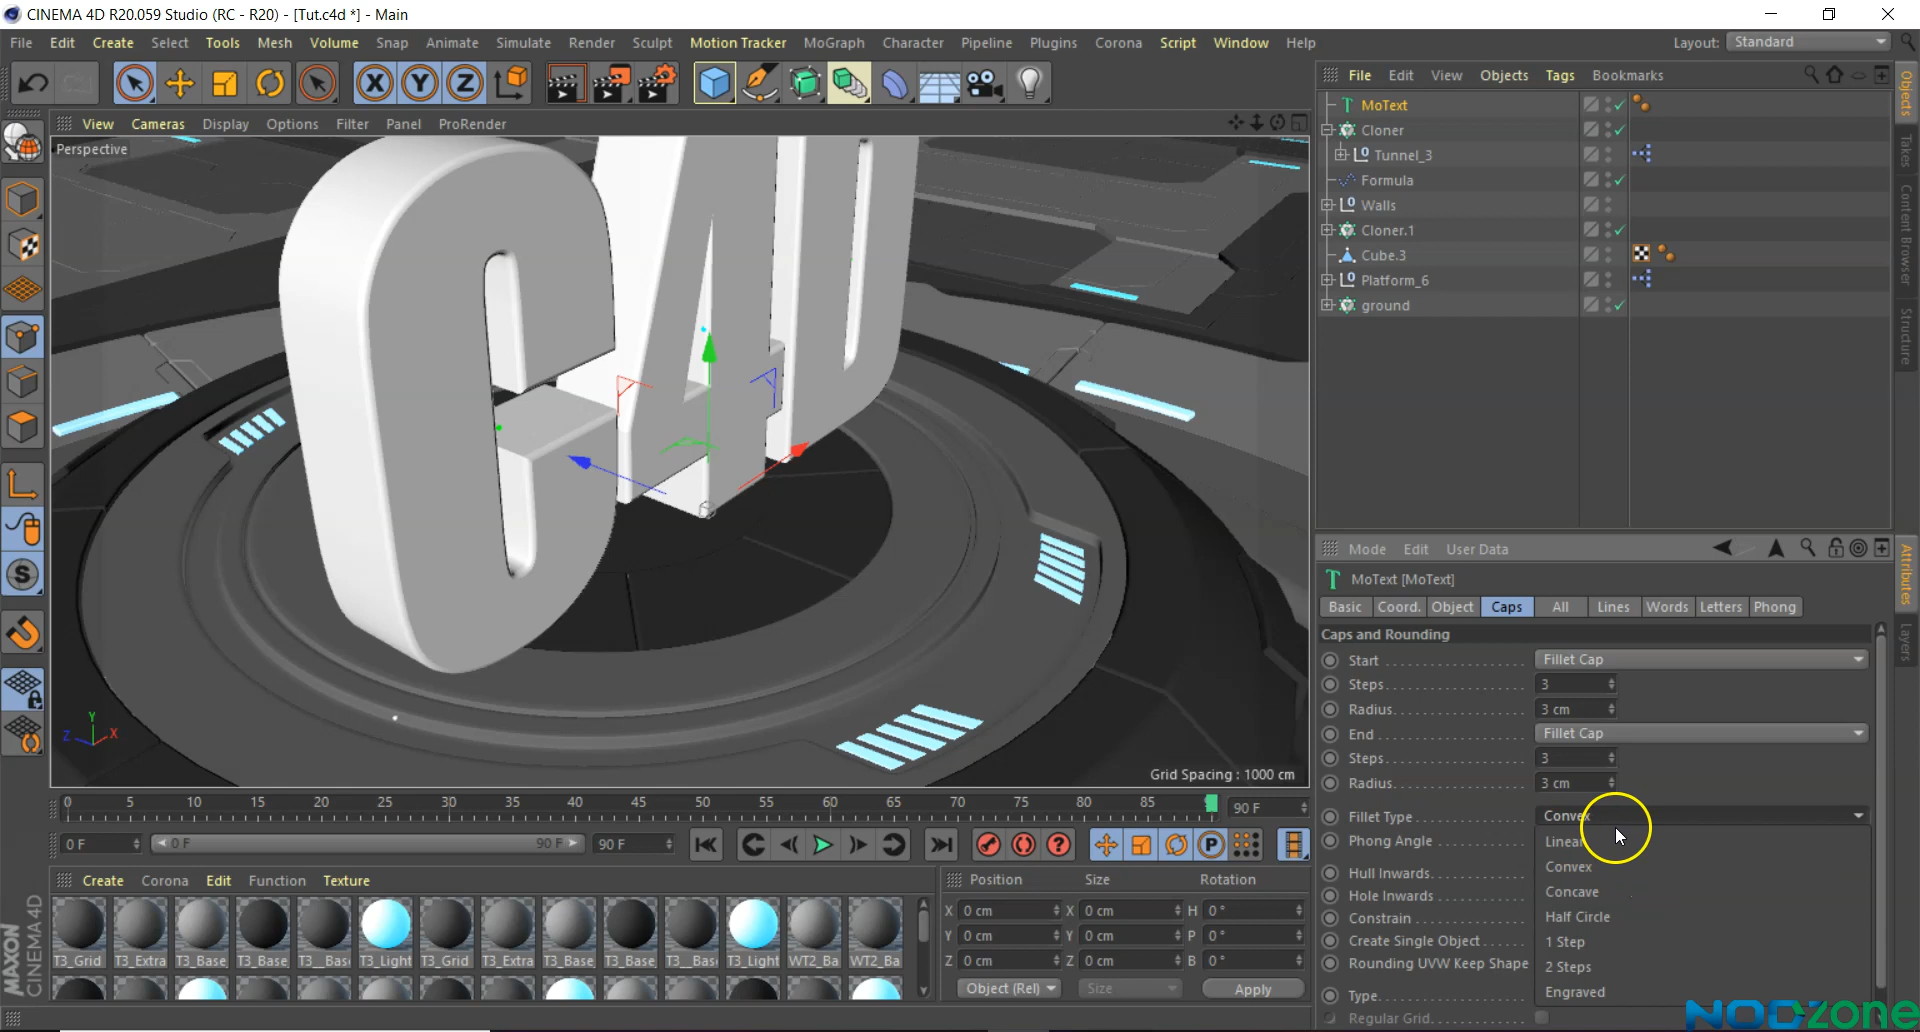 CINEMA 4D R20.059 Studio (RC - R20) - [Tut.c4d *] - Main
File Edit Create Select Tools Mesh Volume Snap Animate Simulate Render Sculpt Motion Tracker MoGraph Character Pipeline Plugins Corona Script Window Help
Layout: Standard
X Y Z
File Edit View Objects Tags Bookmarks
View Cameras Display Options Filter Panel ProRender
Perspective
MoText
Cloner
Tunnel_3
Formula
Walls
Cloner.1
Cube.3
Platform_6
ground
Objects
Takes
Content Browser
Structure
C4D
Y
Z X
Grid Spacing : 1000 cm
Mode Edit User Data
MoText [MoText]
Basic Coord. Object Caps All Lines Words Letters Phong
Caps and Rounding
Start Fillet Cap
Steps 3
Radius 3 cm
End Fillet Cap
Steps 3
Radius 3 cm
Fillet Type Convex
Phong Angle
Hull Inwards
Hole Inwards
Constrain
Create Single Object
Rounding UVW Keep Shape
Type
Regular Grid
Linear
Convex
Concave
Half Circle
1 Step
2 Steps
Engraved
Attributes
Layers
0 5 10 15 20 25 30 35 40 45 50 55 60 65 70 75 80 85 90 F
0 F 0 F 90 F 90 F
Create Corona Edit Function Texture
T3_Grid T3_Extra T3_Base T3_Base T3__Base T3_Light T3_Grid T3_Extra T3_Base T3_Base T3__Base T3_Light WT2_Ba WT2_Ba
Position Size Rotation
X 0 cm X 0 cm H 0 °
Y 0 cm Y 0 cm P 0 °
Z 0 cm Z 0 cm B 0 °
Object (Rel) Size Apply
MAXON
CINEMA 4D
NODzone